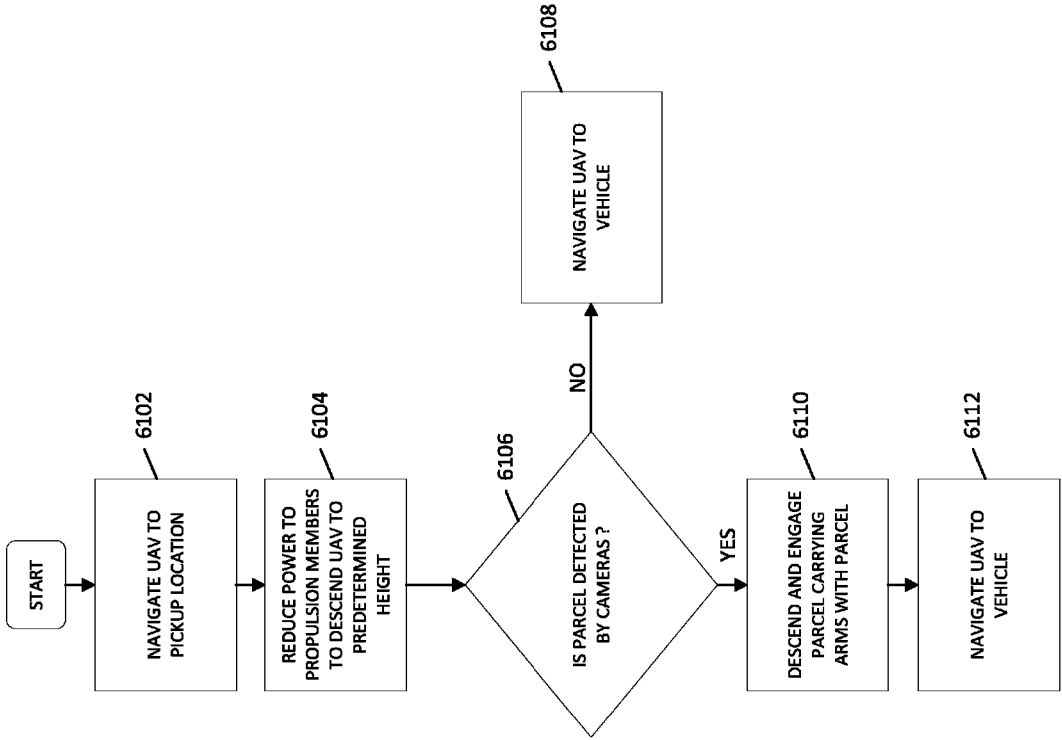 START
6102
NAVIGATE UAV TO
PICKUP LOCATION
6104
REDUCE POWER TO
PROPULSION MEMBERS
TO DESCEND UAV TO
PREDETERMINED
HEIGHT
6106
IS PARCEL DETECTED
BY CAMERAS ?
NO
6108
NAVIGATE UAV TO
VEHICLE
YES
6110
DESCEND AND ENGAGE
PARCEL CARRYING
ARMS WITH PARCEL
6112
NAVIGATE UAV TO
VEHICLE